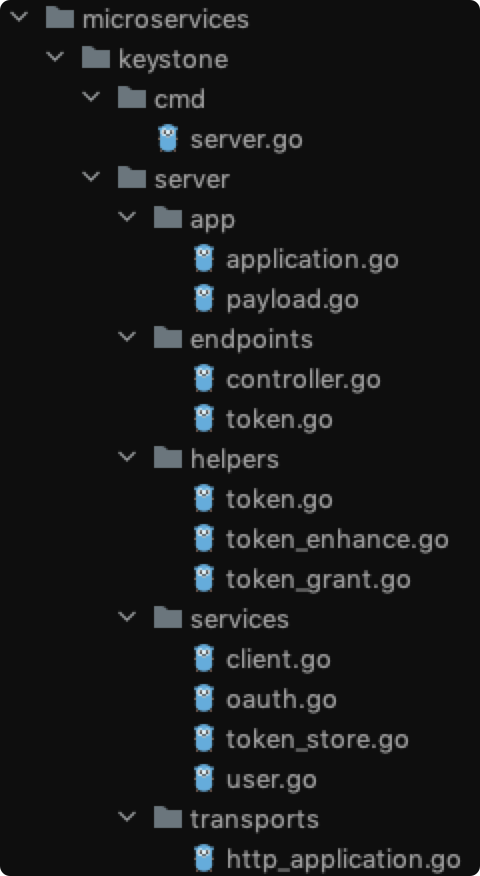 microservices
keystone
cmd
server.go
server
app
application.go
payload.go
endpoints
controller.go
token.go
helpers
token.go
token_enhance.go
token_grant.go
services
client.go
oauth.go
token_store.go
user.go
transports
http_application.go